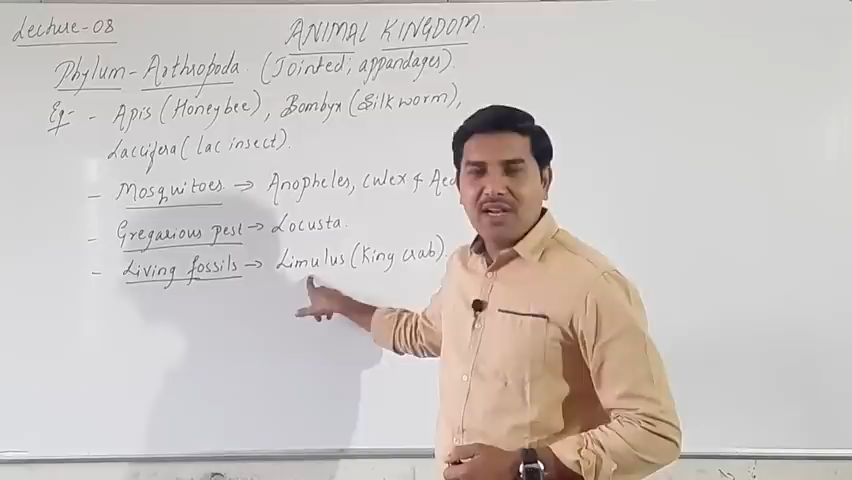 Lecture-08
ANIMAL KINGDOM.
Phylum - Arthropoda. (Jointed, appandages).
Eg:- - Apis (Honeybee), Bombyx (Silkworm),
Laccifera (lac insect).
- Mosquitoes → Anopheles, Culex &
- Gregarious pest → Locusta.
- Living fossils → Limulus (King crab).